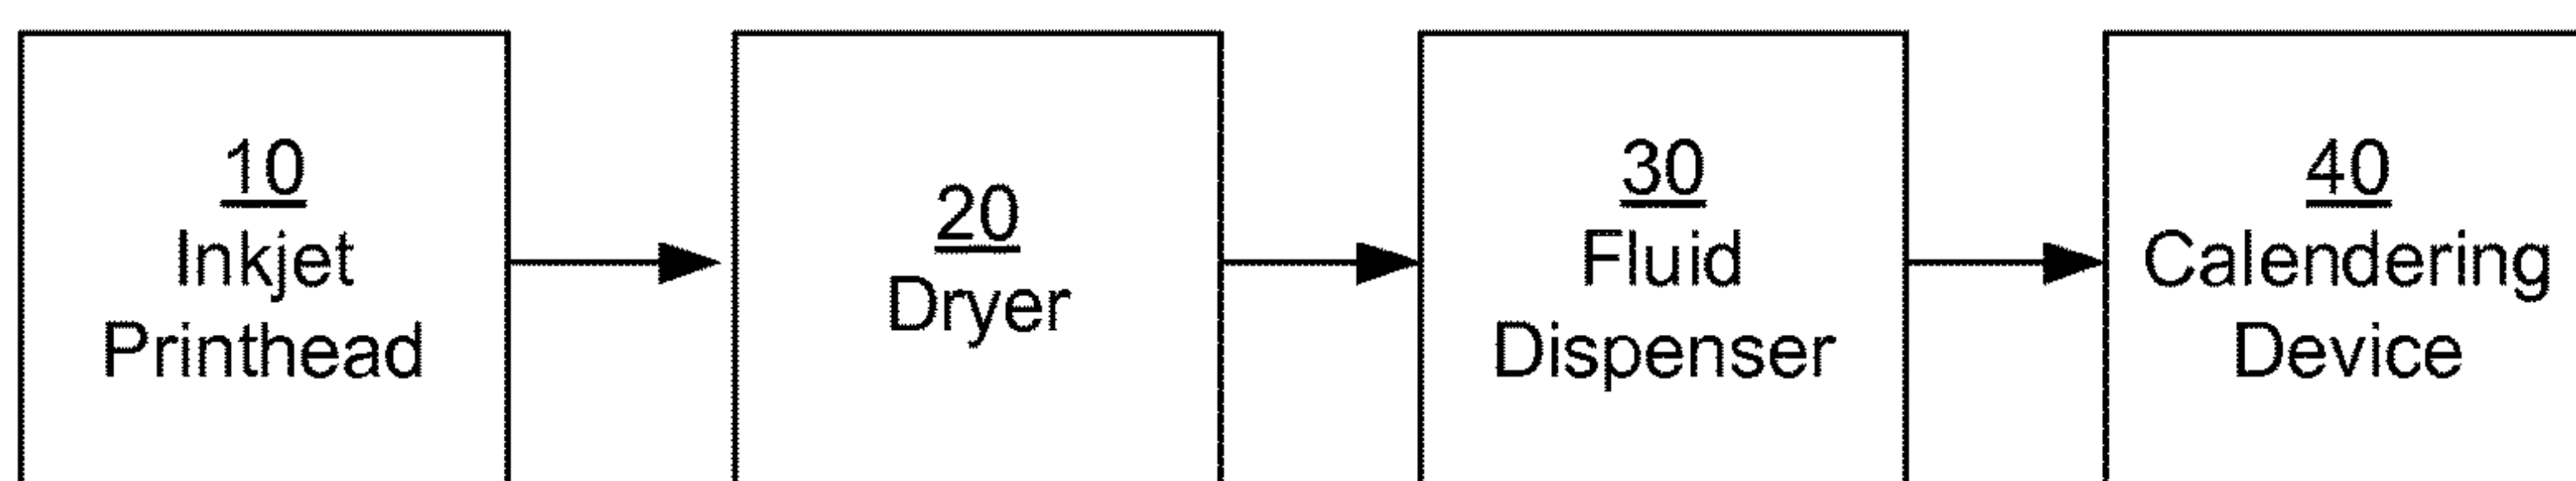 10
Inkjet
Printhead
20
Dryer
30
Fluid
Dispenser
40
Calendering
Device